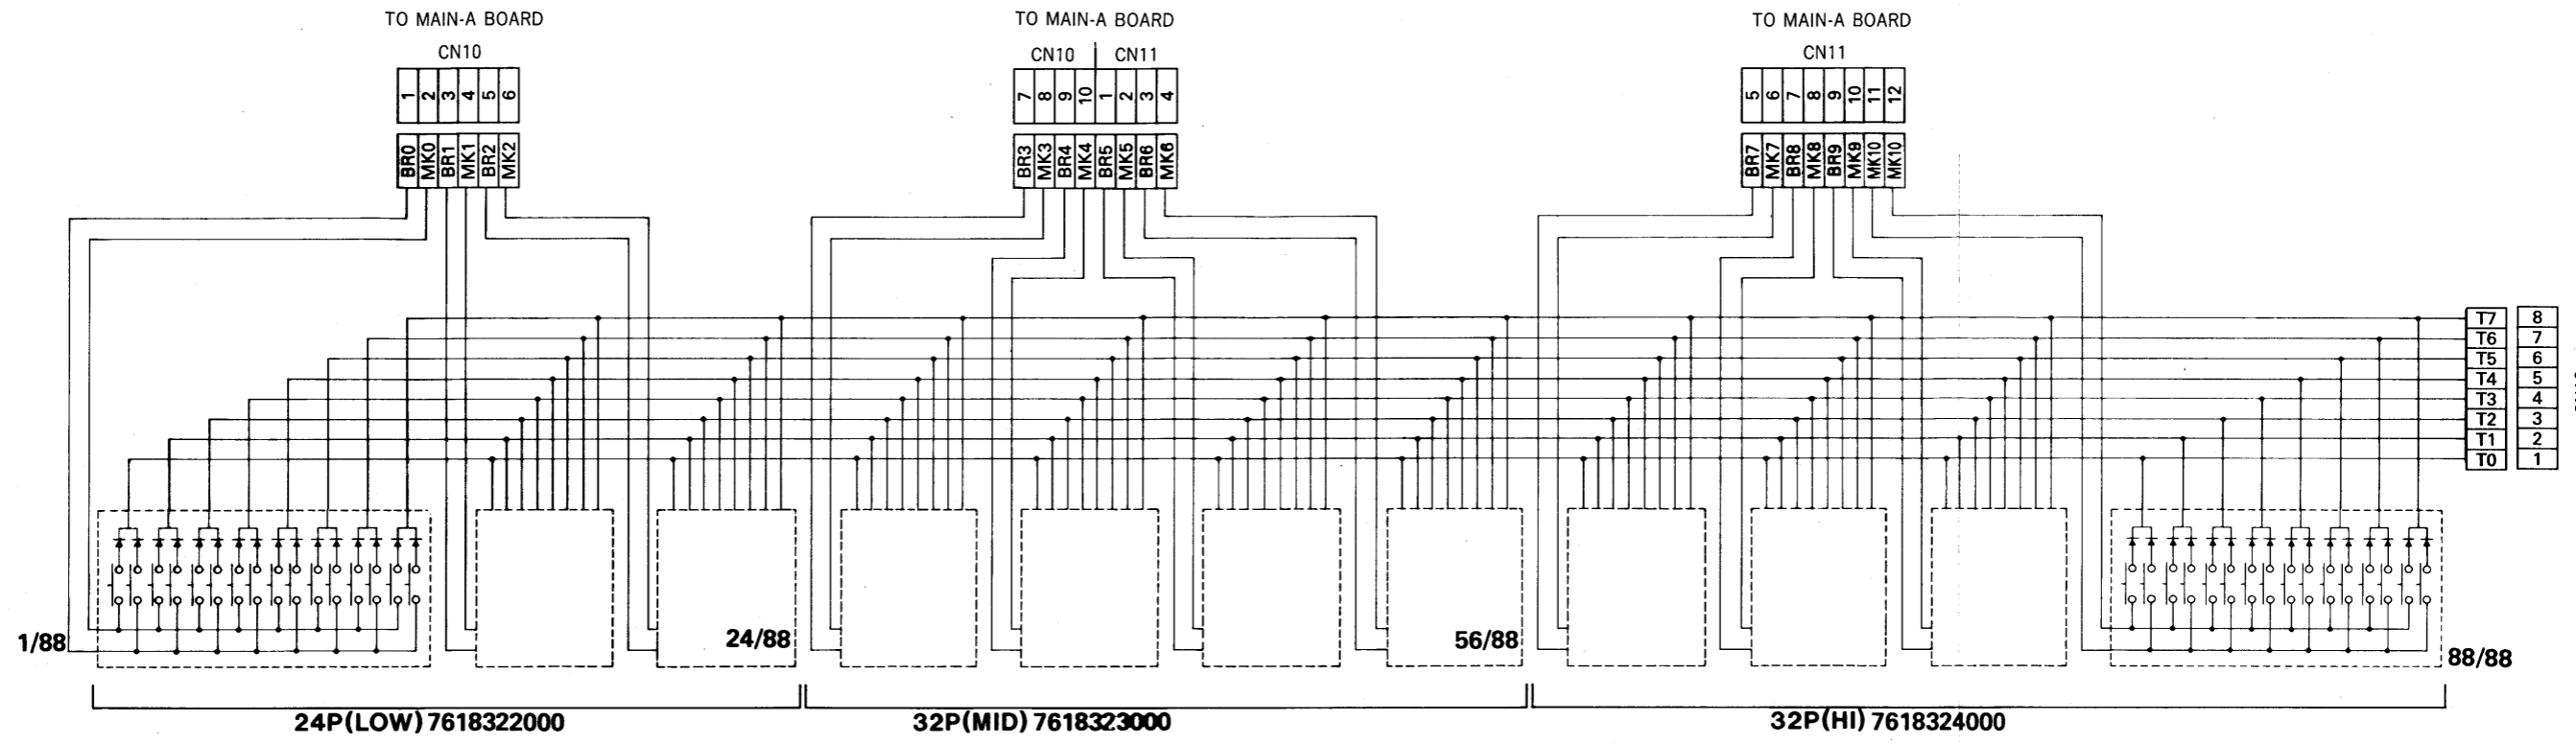 TO MAIN-A BOARD
CN10
1 2 3 4 5 6
BR0 MK0 BR1 MK1 BR2 MK2
TO MAIN-A BOARD
CN10 CN11
7 8 9 10 1 2 3 4
BR3 MK3 BR4 MK4 BR5 MK5 BR6 MK6
TO MAIN-A BOARD
CN11
5 6 7 8 9 10 11 12
BR7 MK7 BR8 MK8 BR9 MK9 MK10 MK10
T7 8
T6 7
T5 6
T4 5
T3 4
T2 3
T1 2
T0 1
1/88
24/88
56/88
88/88
24P(LOW) 7618322000
32P(MID) 7618323000
32P(HI) 7618324000